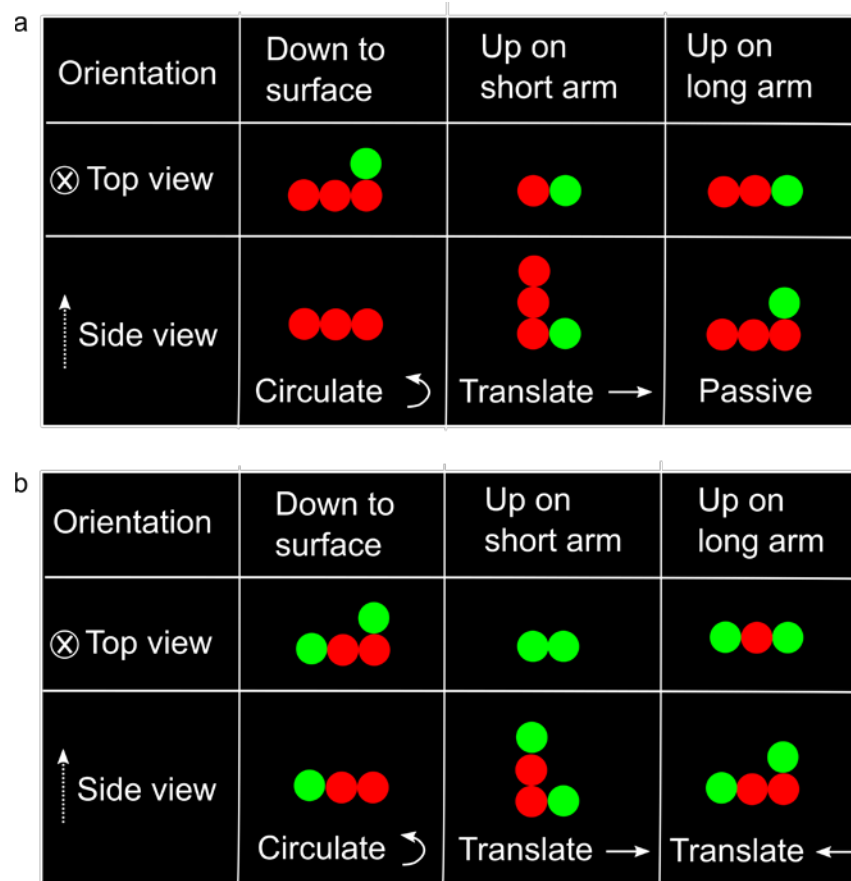 a
Orientation
Down to
surface
Up on
short arm
Up on
long arm
Top view
Side view
Circulate
Translate
Passive
b
Orientation
Down to
surface
Up on
short arm
Up on
long arm
Top view
Side view
Circulate
Translate
Translate